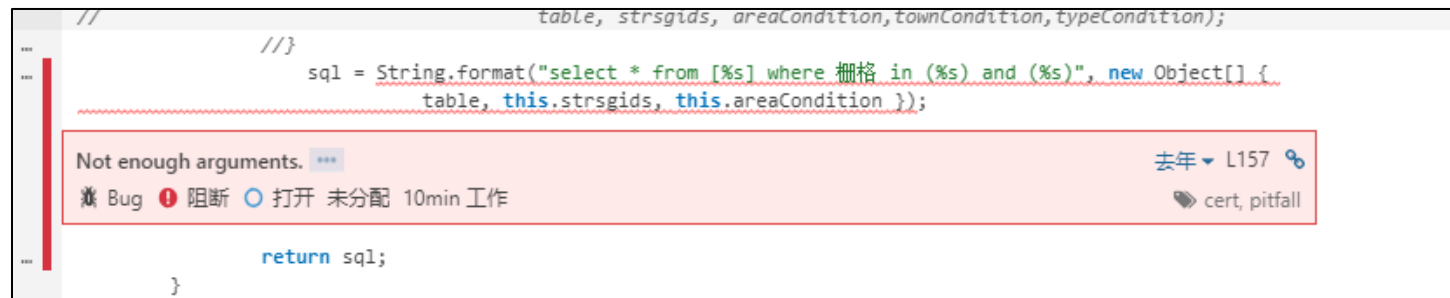 // table, strsgids, areaCondition,townCondition,typeCondition);
//}
sql = String.format("select * from [%s] where 栅格 in (%s) and (%s)", new Object[] {
table, this.strsgids, this.areaCondition });
Not enough arguments. ••• 去年 L157
Bug 阻断 打开 未分配 10min 工作 cert, pitfall
return sql;
}